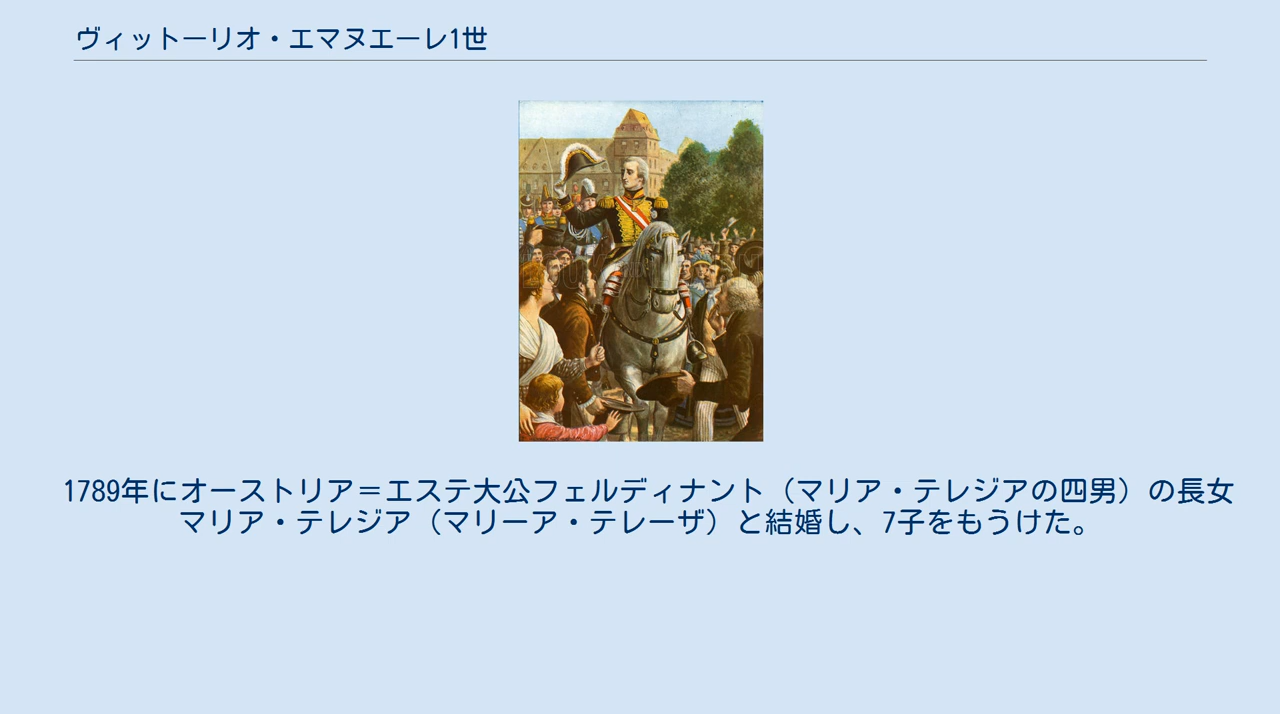 ヴィットーリオ・エマヌエーレ1世
1789年にオーストリア＝エステ大公フェルディナント（マリア・テレジアの四男）の長女
マリア・テレジア（マリーア・テレーザ）と結婚し、7子をもうけた。